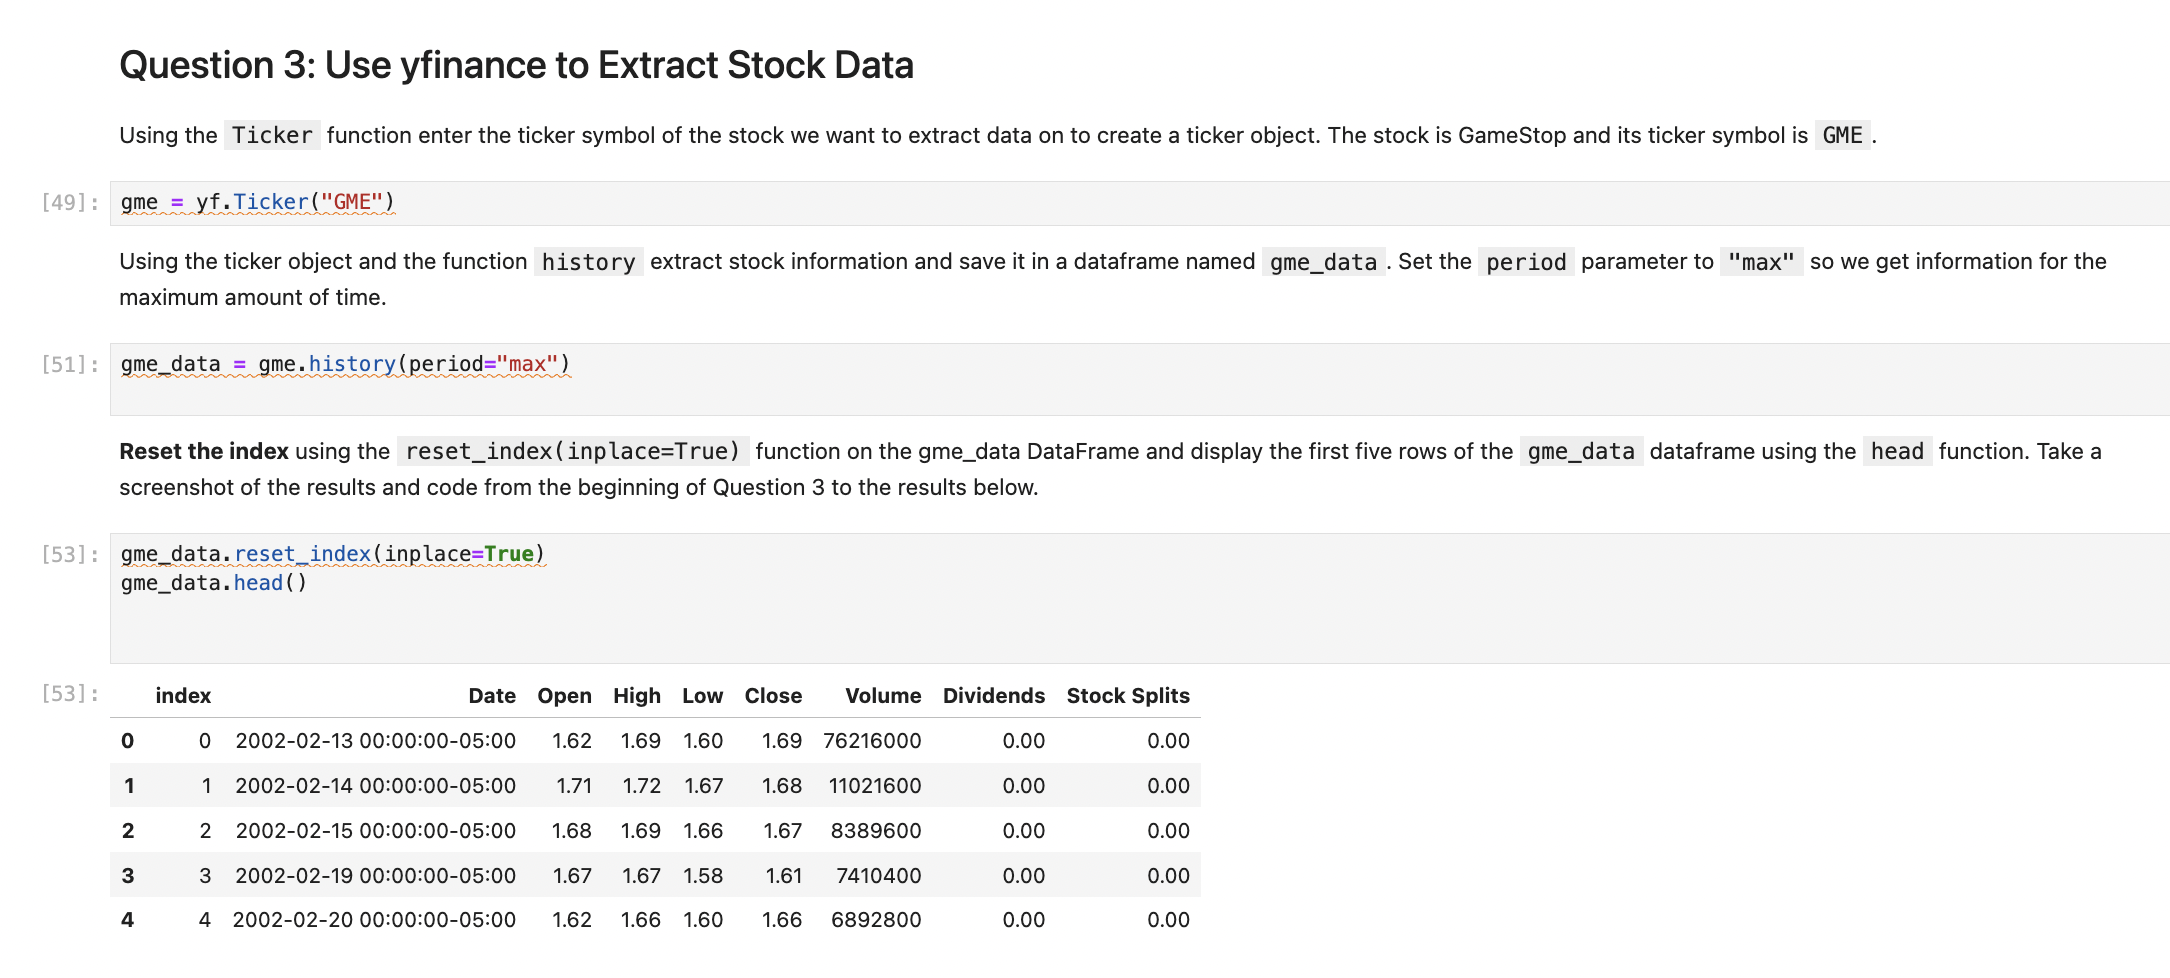 Question 3: Use yfinance to Extract Stock Data
Using the Ticker function enter the ticker symbol of the stock we want to extract data on to create a ticker object. The stock is GameStop and its ticker symbol is GME .
[49]: gme = yf.Ticker("GME")
Using the ticker object and the function history extract stock information and save it in a dataframe named gme_data . Set the period parameter to "max" so we get information for the
maximum amount of time.
[51]: gme_data = gme.history(period="max")
Reset the index using the reset_index(inplace=True) function on the gme_data DataFrame and display the first five rows of the gme_data dataframe using the head function. Take a
screenshot of the results and code from the beginning of Question 3 to the results below.
[53]: gme_data.reset_index(inplace=True)
gme_data.head()
[53]: index Date Open High Low Close Volume Dividends Stock Splits
0 0 2002-02-13 00:00:00-05:00 1.62 1.69 1.60 1.69 76216000 0.00 0.00
1 1 2002-02-14 00:00:00-05:00 1.71 1.72 1.67 1.68 11021600 0.00 0.00
2 2 2002-02-15 00:00:00-05:00 1.68 1.69 1.66 1.67 8389600 0.00 0.00
3 3 2002-02-19 00:00:00-05:00 1.67 1.67 1.58 1.61 7410400 0.00 0.00
4 4 2002-02-20 00:00:00-05:00 1.62 1.66 1.60 1.66 6892800 0.00 0.00